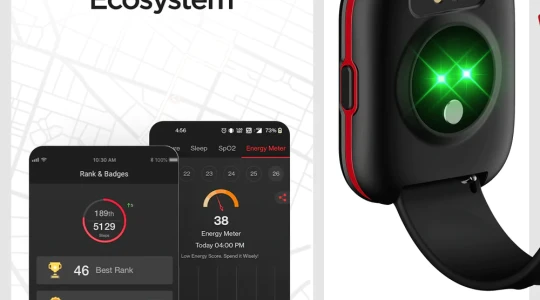 Ecosystem
4:56
73%
Sleep
SpO2
Energy Meter
22
23
24
25
26
38
Energy Meter
Today 04:00 PM
Low Energy Score, Spend it Wisely!
10:30 AM
100%
Rank & Badges
189th
5129
46 Best Rank